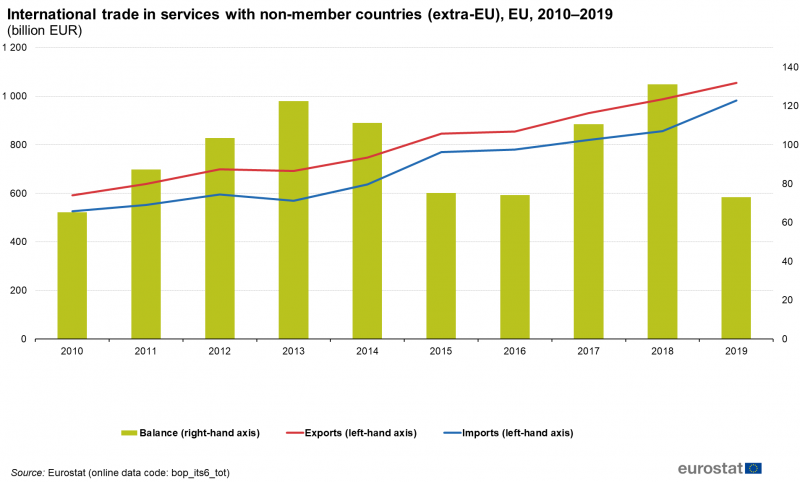 International trade in services with non-member countries (extra-EU), EU, 2010–2019
(billion EUR)
1 200
1 000
800
600
400
200
0
140
120
100
80
60
40
20
0
2010 2011 2012 2013 2014 2015 2016 2017 2018 2019
Balance (right-hand axis) Exports (left-hand axis) Imports (left-hand axis)
Source: Eurostat (online data code: bop_its6_tot)
eurostat